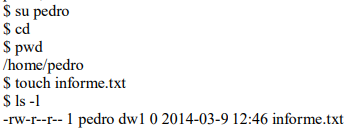 $ su pedro
$ cd
$ pwd
/home/pedro
$ touch informe.txt
$ ls -l
-rw-r--r-- 1 pedro dw1 0 2014-03-9 12:46 informe.txt